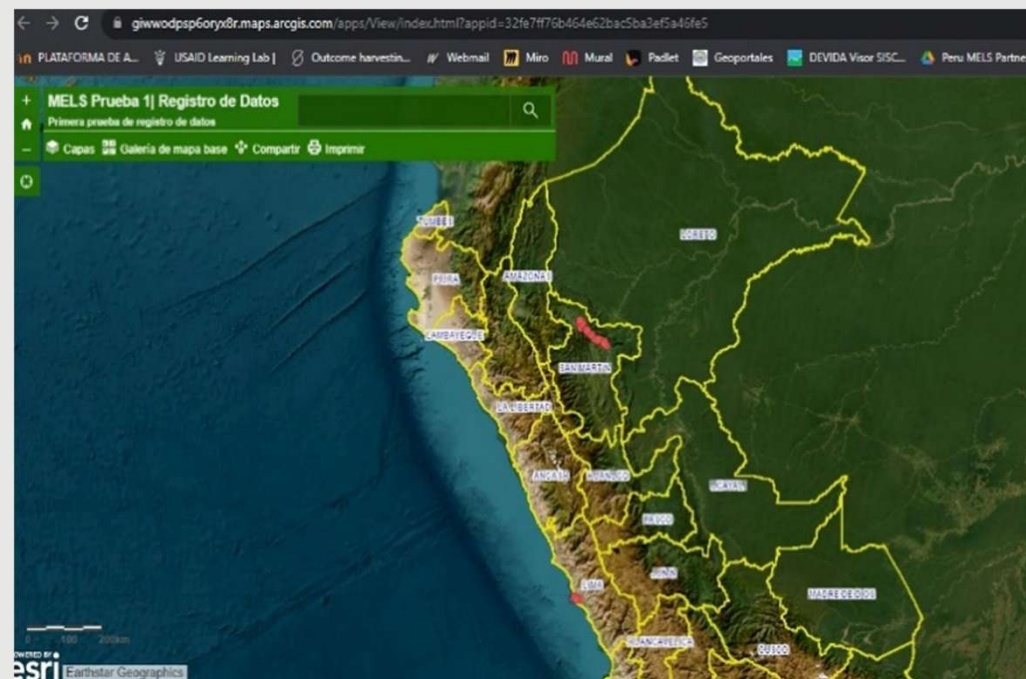 giwwodpsp6oryx8r.maps.arcgis.com/apps/View/index.html?appid=32fe7ff76b464e62bac5ba3ef5a46fe5
PLATAFORMA DE A... USAID Learning Lab | Outcome harvestin... Webmail Miro Mural Padlet Geoportales DEVIDA Visor SISC... Peru MELS Partne
MELS Prueba 1| Registro de Datos
Primera prueba de registro de datos
Capas Galería de mapa base Compartir Imprimir
TUMBES
LORETO
PIURA
AMAZONAS
LAMBAYEQUE
SAN MARTIN
LA LIBERTAD
ANCASH
HUANUCO
UCAYALI
PASCO
JUNIN
LIMA
MADRE DE DIOS
HUANCAVELICA
CUSCO
0 100 200km
POWERED BY
esri
Earthstar Geographics